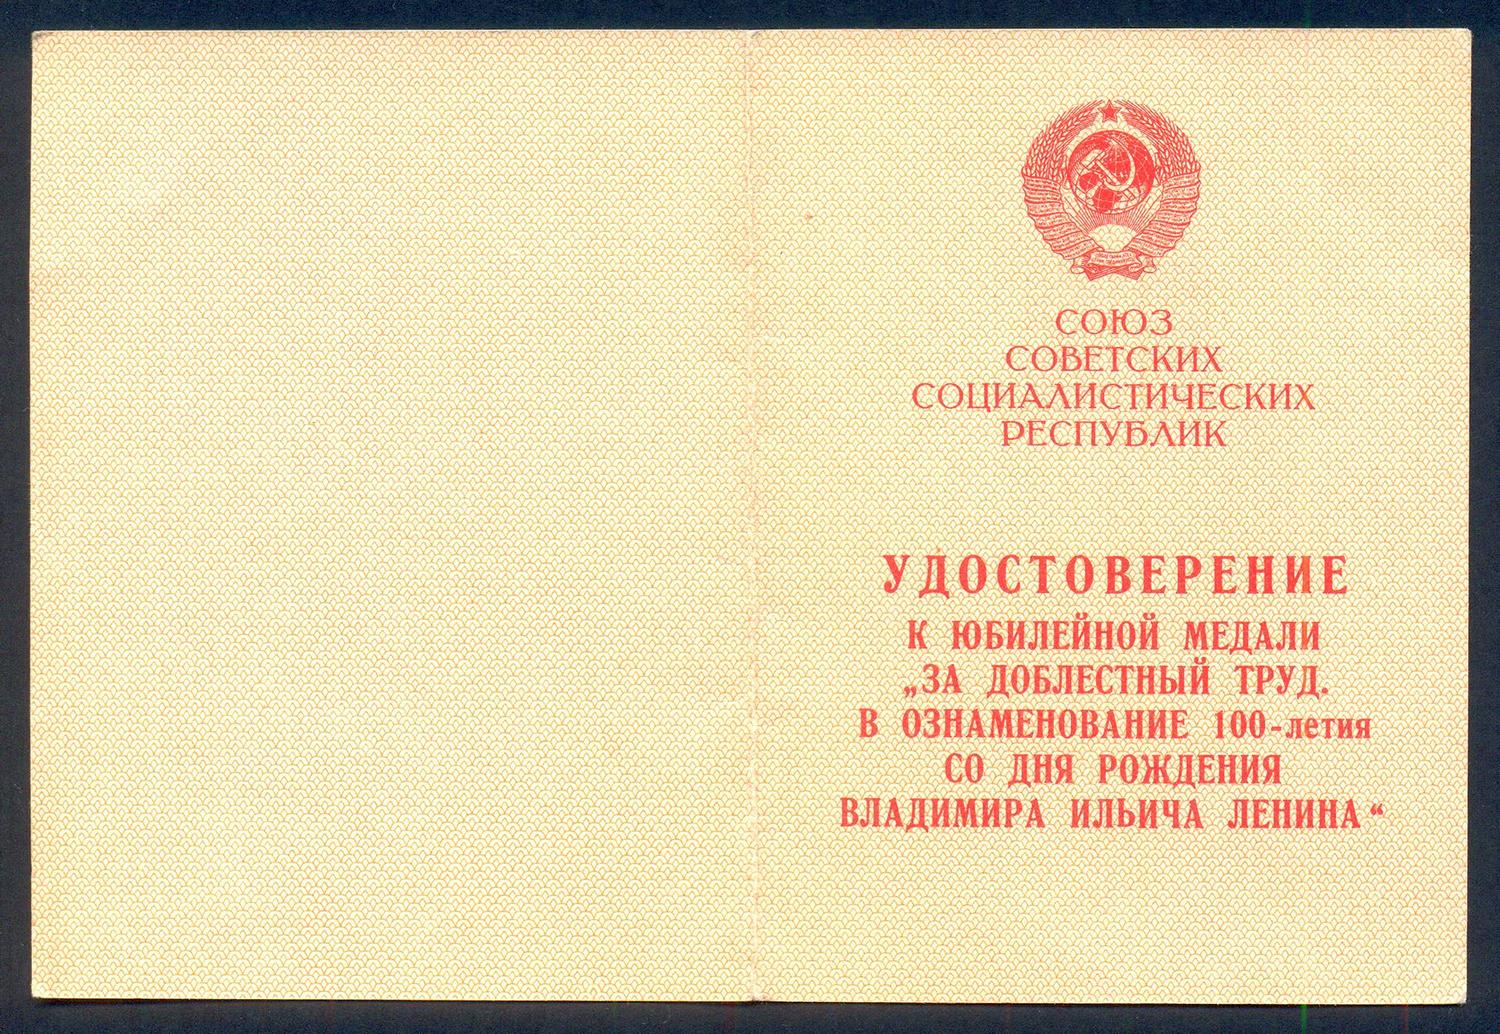 СОЮЗ
СОВЕТСКИХ
СОЦИАЛИСТИЧЕСКИХ
РЕСПУБЛИК
УДОСТОВЕРЕНИЕ
К ЮБИЛЕЙНОЙ МЕДАЛИ
„ЗА ДОБЛЕСТНЫЙ ТРУД.
В ОЗНАМЕНОВАНИЕ 100-летия
СО ДНЯ РОЖДЕНИЯ
ВЛАДИМИРА ИЛЬИЧА ЛЕНИНА“